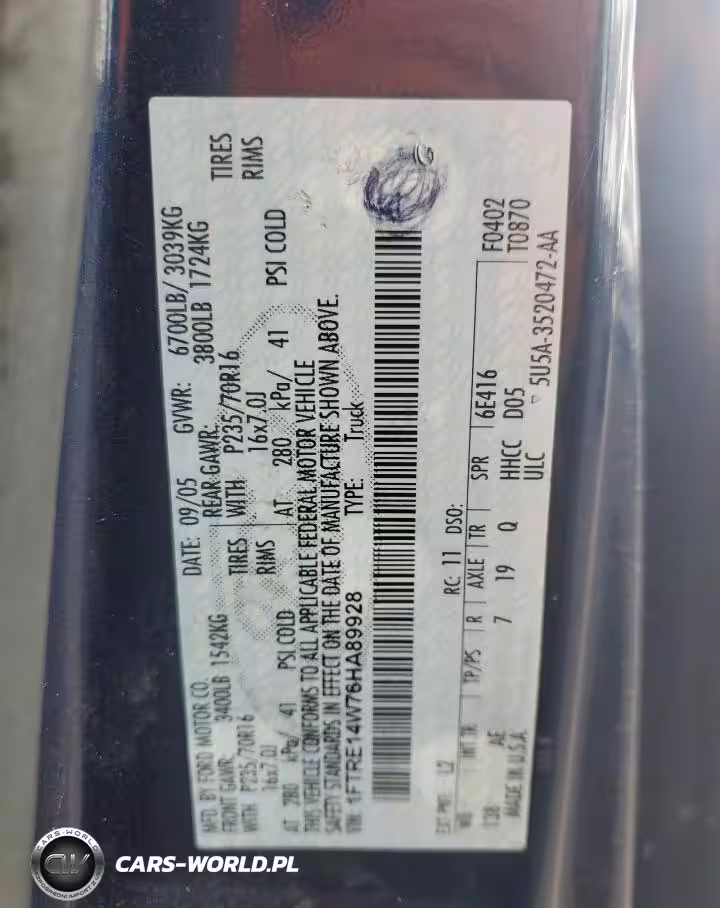 MFD. BY FORD MOTOR CO. DATE: 09/05 GVWR: 6700LB/ 3039KG
FRONT GAWR: 3400LB 1542KG REAR GAWR: 3800LB 1724KG
WITH P235/70R16 TIRES WITH P235/70R16 TIRES
16x7.0J RIMS 16x7.0J RIMS
AT 280 kPa/ 41 PSI COLD AT 280 kPa/ 41 PSI COLD
THIS VEHICLE CONFORMS TO ALL APPLICABLE FEDERAL MOTOR VEHICLE
SAFETY STANDARDS IN EFFECT ON THE DATE OF MANUFACTURE SHOWN ABOVE.
VIN: 1FTRE14W76HA89928 TYPE: Truck
F0402
T0870
EXT PNT: L2 RC: 11 DSO:
WB INT TR TP/PS R AXLE TR SPR 6E416
138 AE 7 19 Q HHCC D05
MADE IN U.S.A. ULC
5U5A-3520472-AA
CARS-WORLD.PL
CARS-WORLD
CW